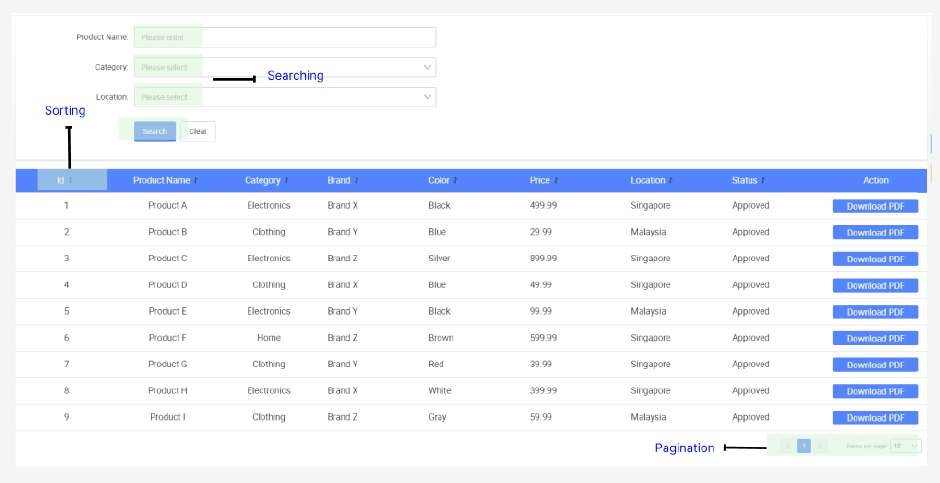 Product Name: Please enter
Category: Please select
Searching
Location: Please select
Sorting
Search Clear
Id Product Name Category Brand Color Price Location Status Action
1 Product A Electronics Brand X Black 499.99 Singapore Approved Download PDF
2 Product B Clothing Brand Y Blue 29.99 Malaysia Approved Download PDF
3 Product C Electronics Brand Z Silver 899.99 Singapore Approved Download PDF
4 Product D Clothing Brand X Blue 49.99 Singapore Approved Download PDF
5 Product E Electronics Brand Y Black 99.99 Malaysia Approved Download PDF
6 Product F Home Brand Z Brown 599.99 Singapore Approved Download PDF
7 Product G Clothing Brand Y Red 39.99 Singapore Approved Download PDF
8 Product H Electronics Brand X White 399.99 Singapore Approved Download PDF
9 Product I Clothing Brand Z Gray 59.99 Malaysia Approved Download PDF
Pagination 1 Items per page 10